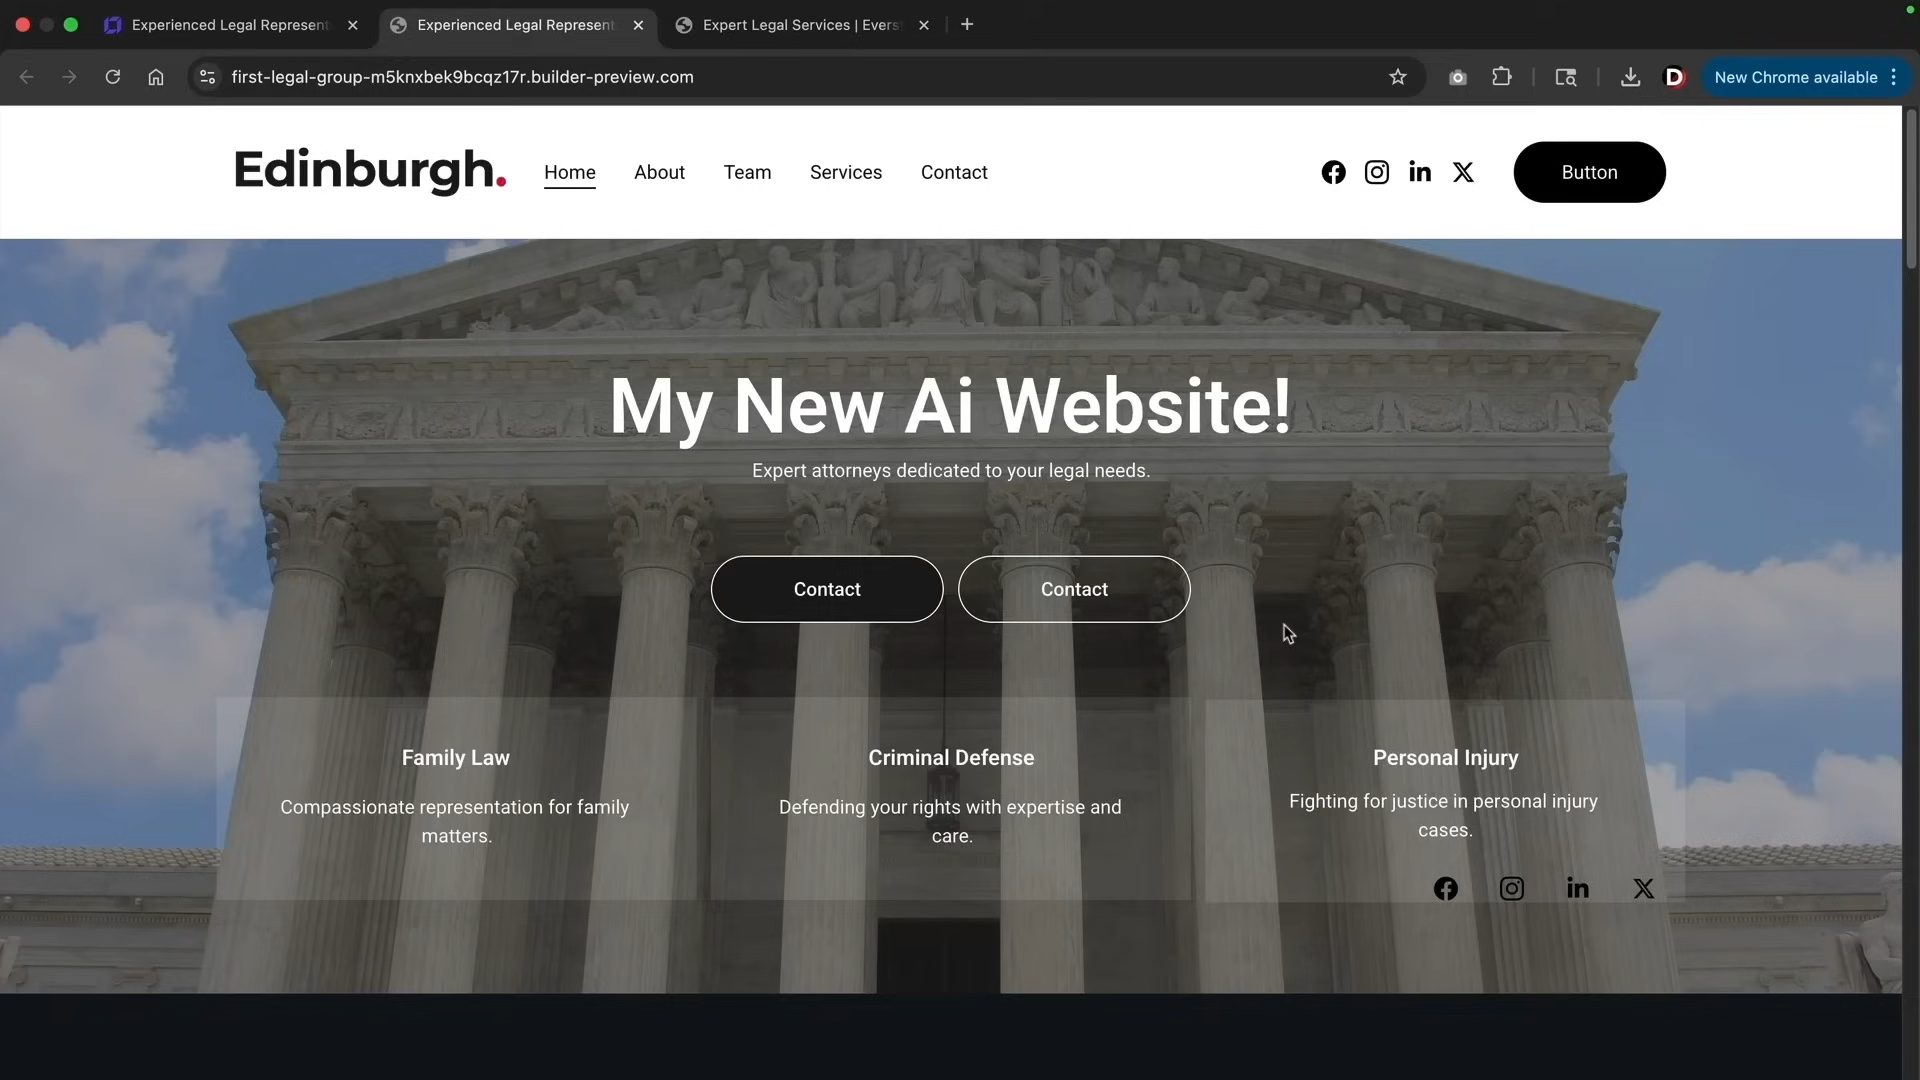 Experienced Legal Represent
Experienced Legal Represent
Expert Legal Services | Evers
first-legal-group-m5knxbek9bcqz17r.builder-preview.com
D
New Chrome available
Edinburgh.
Home
About
Team
Services
Contact
Button
My New Ai Website!
Expert attorneys dedicated to your legal needs.
Contact
Contact
Family Law
Compassionate representation for family
matters.
Criminal Defense
Defending your rights with expertise and
care.
Personal Injury
Fighting for justice in personal injury
cases.